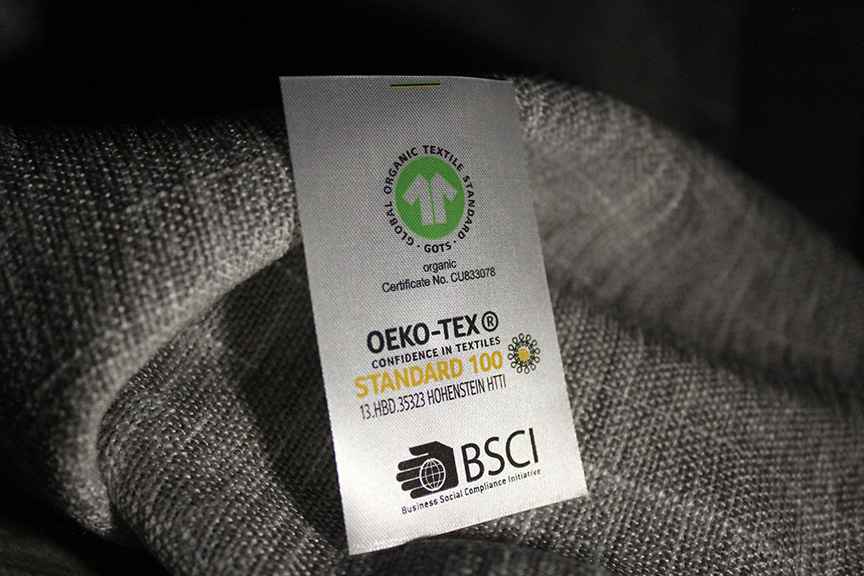 GLOBAL ORGANIC TEXTILE STANDARD · GOTS ·
organic
Certificate No. CU833078
OEKO-TEX®
CONFIDENCE IN TEXTILES
STANDARD 100
13.HBD.35323 HOHENSTEIN HTTI
BSCI
Business Social Compliance Initiative